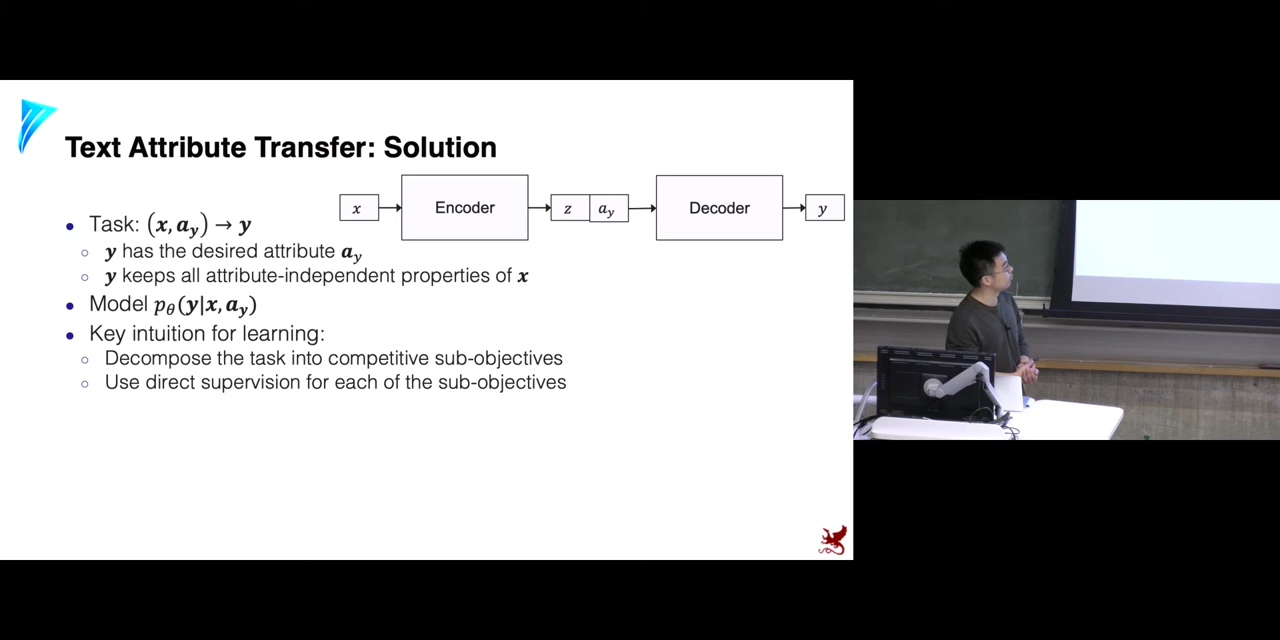 Text Attribute Transfer: Solution
x
Encoder
z
a_y
Decoder
y
• Task: (x, a_y) → y
○ y has the desired attribute a_y
○ y keeps all attribute-independent properties of x
• Model p_θ(y|x, a_y)
• Key intuition for learning:
○ Decompose the task into competitive sub-objectives
○ Use direct supervision for each of the sub-objectives